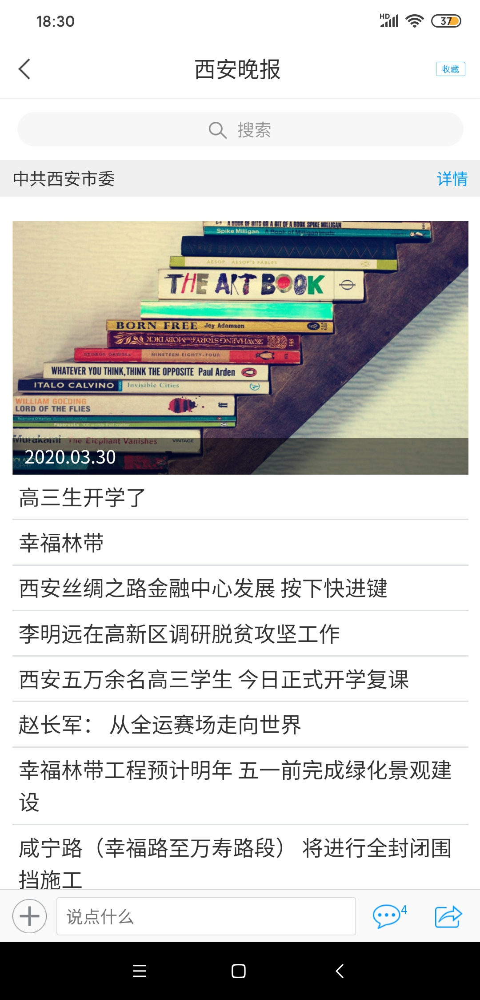 18:30
HD
37
西安晚报
收藏
搜索
中共西安市委
详情
A BOOK OF BITS OR A BIT OF A BOOK SPIKE MILLIGAN
Spike Milligan A Book of Milliganimals
AESOP AESOP'S FABLES
THE ART BOOK
BORN FREE Joy Adamson
The WHALING STORY from MOBY DICK
GEORGE ORWELL NINETEEN EIGHTY-FOUR
WHATEVER YOU THINK, THINK THE OPPOSITE Paul Arden
ITALO CALVINO Invisible Cities
WILLIAM GOLDING
LORD OF THE FLIES
Redmond O'Hanlon
Papercuts 100 words that matter
Murakami The Elephant Vanishes VINTAGE
2020.03.30
高三生开学了
幸福林带
西安丝绸之路金融中心发展 按下快进键
李明远在高新区调研脱贫攻坚工作
西安五万余名高三学生 今日正式开学复课
赵长军： 从全运赛场走向世界
幸福林带工程预计明年 五一前完成绿化景观建
设
咸宁路（幸福路至万寿路段） 将进行全封闭围
挡施工
说点什么
4